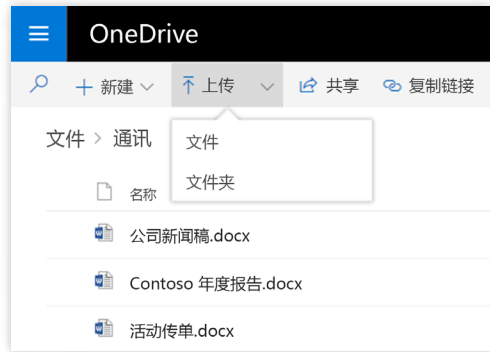 OneDrive
新建 上传 共享 复制链接
文件 > 通讯
文件
文件夹
名称
公司新闻稿.docx
Contoso 年度报告.docx
活动传单.docx